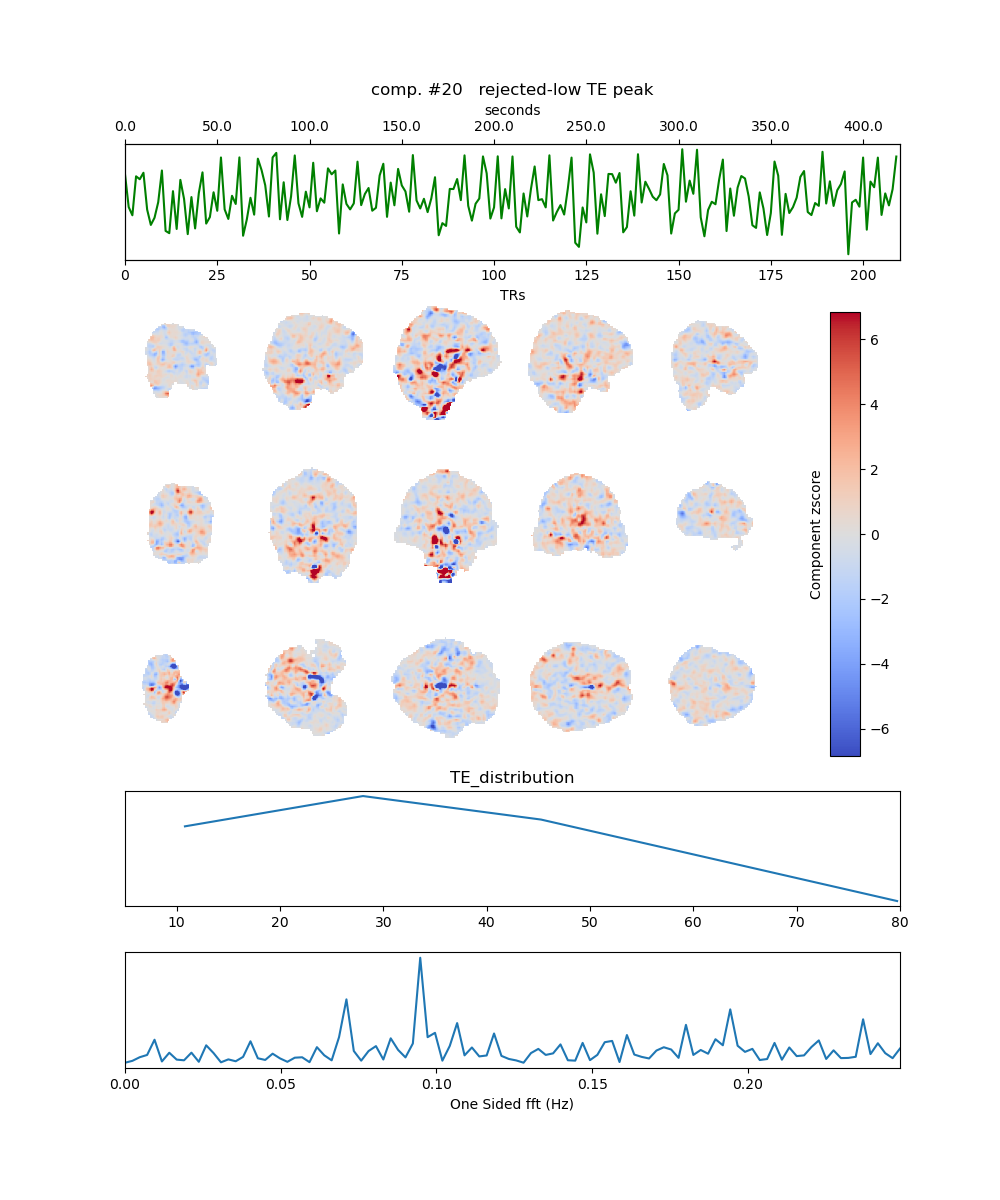 comp. #20   rejected-low TE peak
seconds
0.0 50.0 100.0 150.0 200.0 250.0 300.0 350.0 400.0
0 25 50 75 100 125 150 175 200
TRs
6
4
2
0
−2
−4
−6
Component zscore
TE_distribution
10 20 30 40 50 60 70 80
0.00 0.05 0.10 0.15 0.20
One Sided fft (Hz)